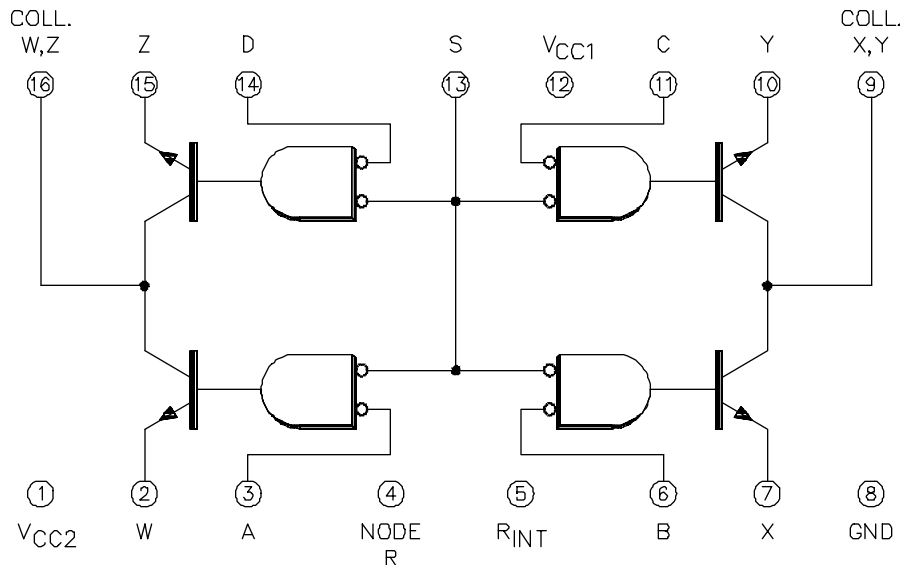 COLL.
W,Z
Z
D
S
VCC1
C
Y
COLL.
X,Y
16
15
14
13
12
11
10
9
1
2
3
4
5
6
7
8
VCC2
W
A
NODE
R
RINT
B
X
GND